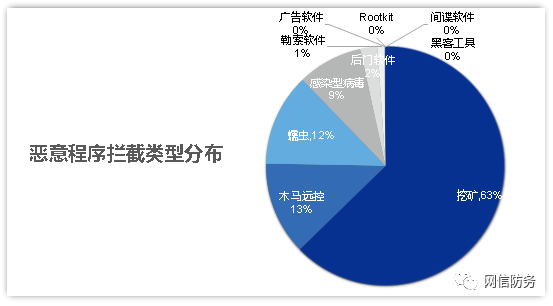 恶意程序拦截类型分布
广告软件
0%
Rootkit
0%
间谍软件
0%
勒索软件
1%
黑客工具
0%
后门软件
2%
感染型病毒
9%
蠕虫,12%
木马远控
13%
挖矿,63%
网信防务